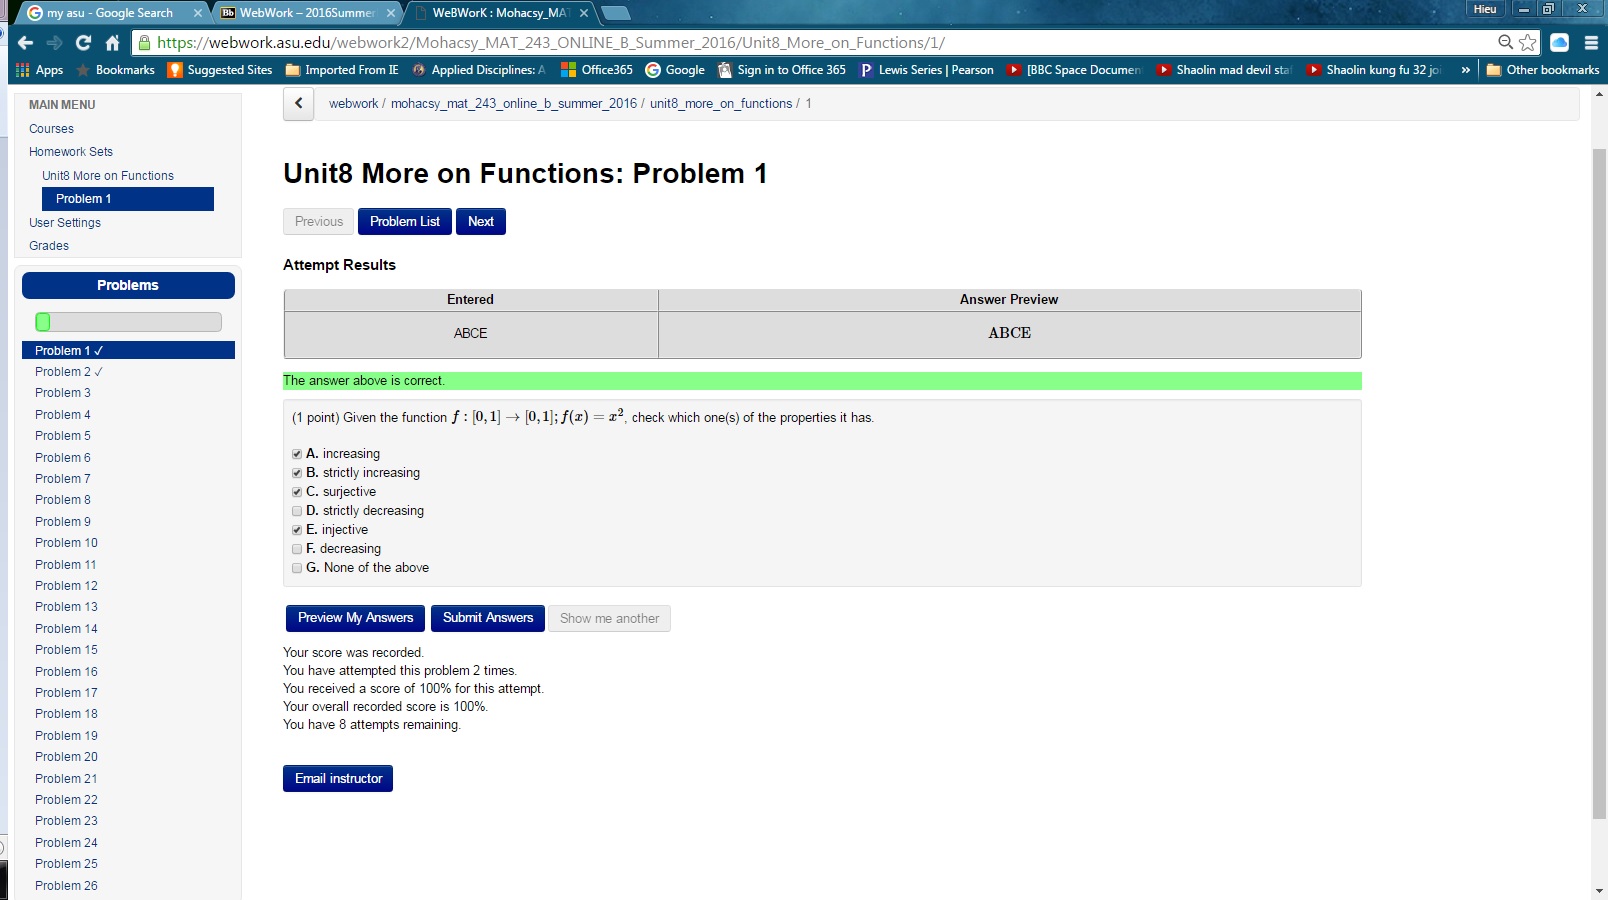 my asu - Google Search
WebWork – 2016Summer
WeBWorK : Mohacsy_MAT
Hieu
https://webwork.asu.edu/webwork2/Mohacsy_MAT_243_ONLINE_B_Summer_2016/Unit8_More_on_Functions/1/
Apps
Bookmarks
Suggested Sites
Imported From IE
Applied Disciplines: A
Office365
Google
Sign in to Office 365
Lewis Series | Pearson
[BBC Space Documen
Shaolin mad devil sta
Shaolin kung fu 32 joi
»
Other bookmarks
MAIN MENU
Courses
Homework Sets
Unit8 More on Functions
Problem 1
User Settings
Grades
Problems
Problem 1 ✓
Problem 2 ✓
Problem 3
Problem 4
Problem 5
Problem 6
Problem 7
Problem 8
Problem 9
Problem 10
Problem 11
Problem 12
Problem 13
Problem 14
Problem 15
Problem 16
Problem 17
Problem 18
Problem 19
Problem 20
Problem 21
Problem 22
Problem 23
Problem 24
Problem 25
Problem 26
webwork / mohacsy_mat_243_online_b_summer_2016 / unit8_more_on_functions / 1
Unit8 More on Functions: Problem 1
Previous
Problem List
Next
Attempt Results
Entered
Answer Preview
ABCE
ABCE
The answer above is correct.
(1 point) Given the function f : [0, 1] → [0, 1]; f(x) = x², check which one(s) of the properties it has.
A. increasing
B. strictly increasing
C. surjective
D. strictly decreasing
E. injective
F. decreasing
G. None of the above
Preview My Answers
Submit Answers
Show me another
Your score was recorded.
You have attempted this problem 2 times.
You received a score of 100% for this attempt.
Your overall recorded score is 100%.
You have 8 attempts remaining.
Email instructor